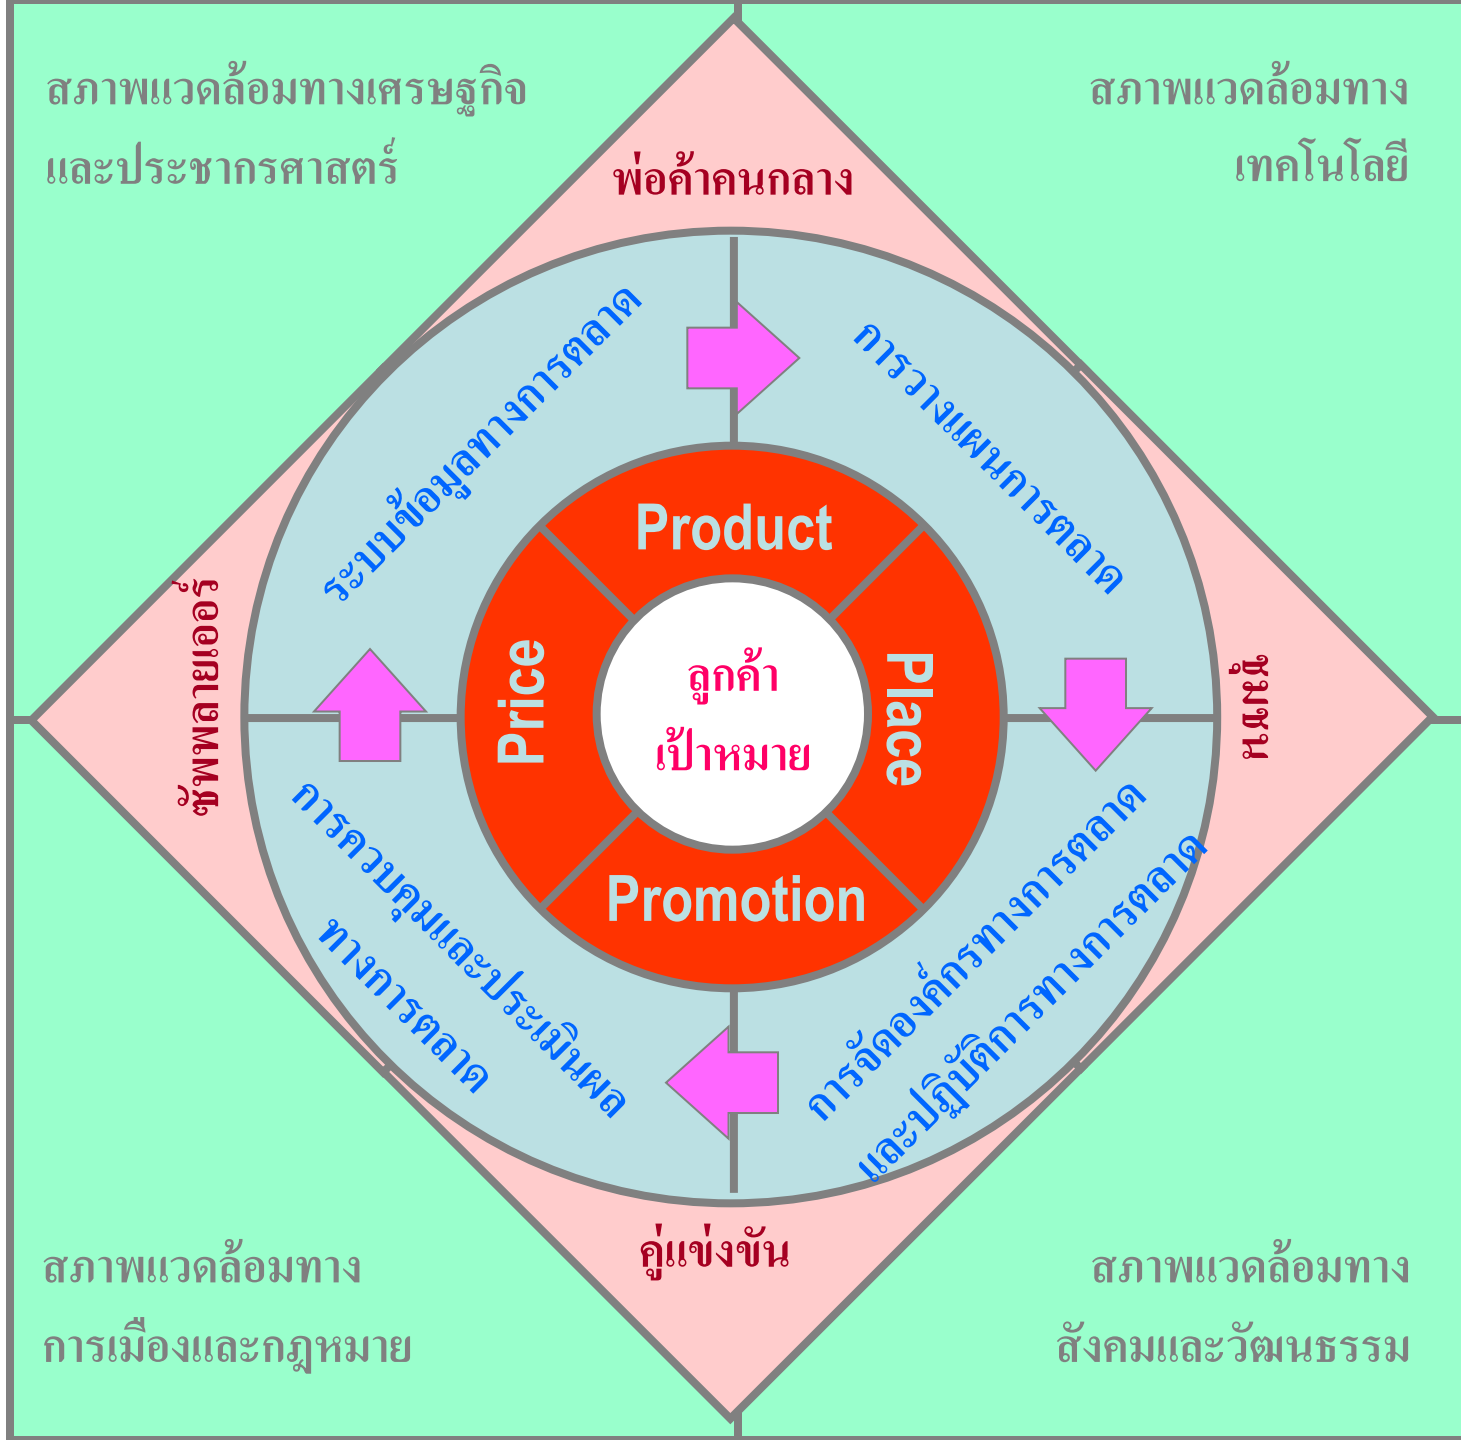 สภาพแวดล้อมทางเศรษฐกิจ
และประชากรศาสตร์
สภาพแวดล้อมทาง
เทคโนโลยี
พ่อค้าคนกลาง
ระบบข้อมูลทางการตลาด
การวางแผนการตลาด
Product
ซัพพลายเออร์
Price
ลูกค้า
เป้าหมาย
Place
ชุมชน
Promotion
การควบคุมและประเมินผล
ทางการตลาด
การจัดองค์กรทางการตลาด
และปฏิบัติการทางการตลาด
คู่แข่งขัน
สภาพแวดล้อมทาง
การเมืองและกฎหมาย
สภาพแวดล้อมทาง
สังคมและวัฒนธรรม